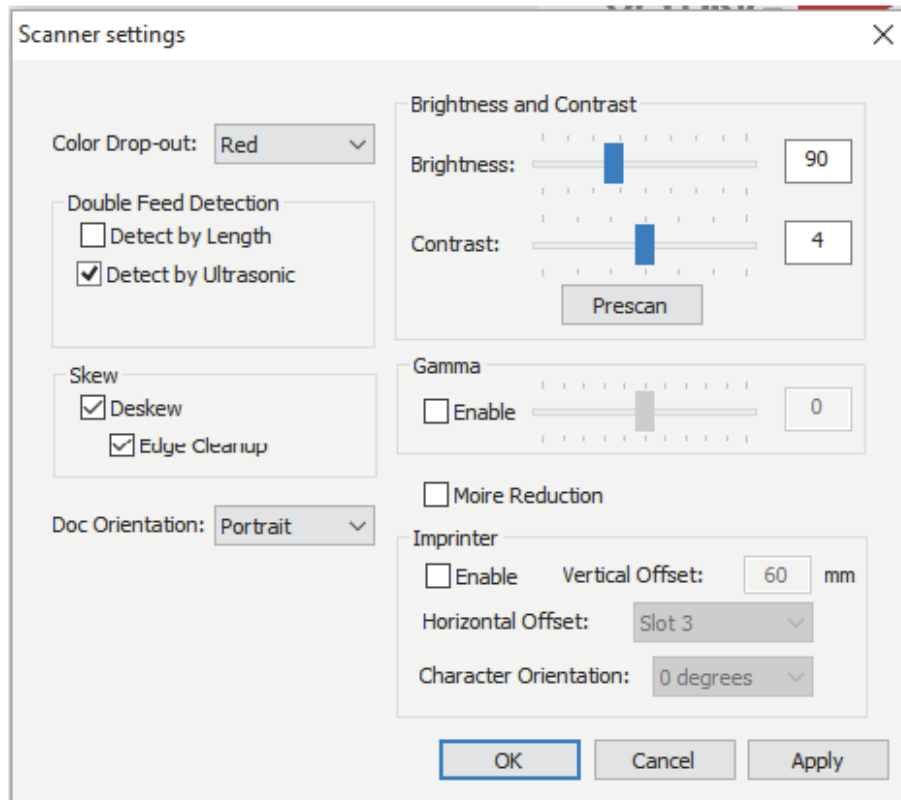 Scanner settings
Color Drop-out: Red
Double Feed Detection
Detect by Length
Detect by Ultrasonic
Skew
Deskew
Edge Cleanup
Doc Orientation: Portrait
Brightness and Contrast
Brightness: 90
Contrast: 4
Prescan
Gamma
Enable 0
Moire Reduction
Imprinter
Enable Vertical Offset: 60 mm
Horizontal Offset: Slot 3
Character Orientation: 0 degrees
OK Cancel Apply